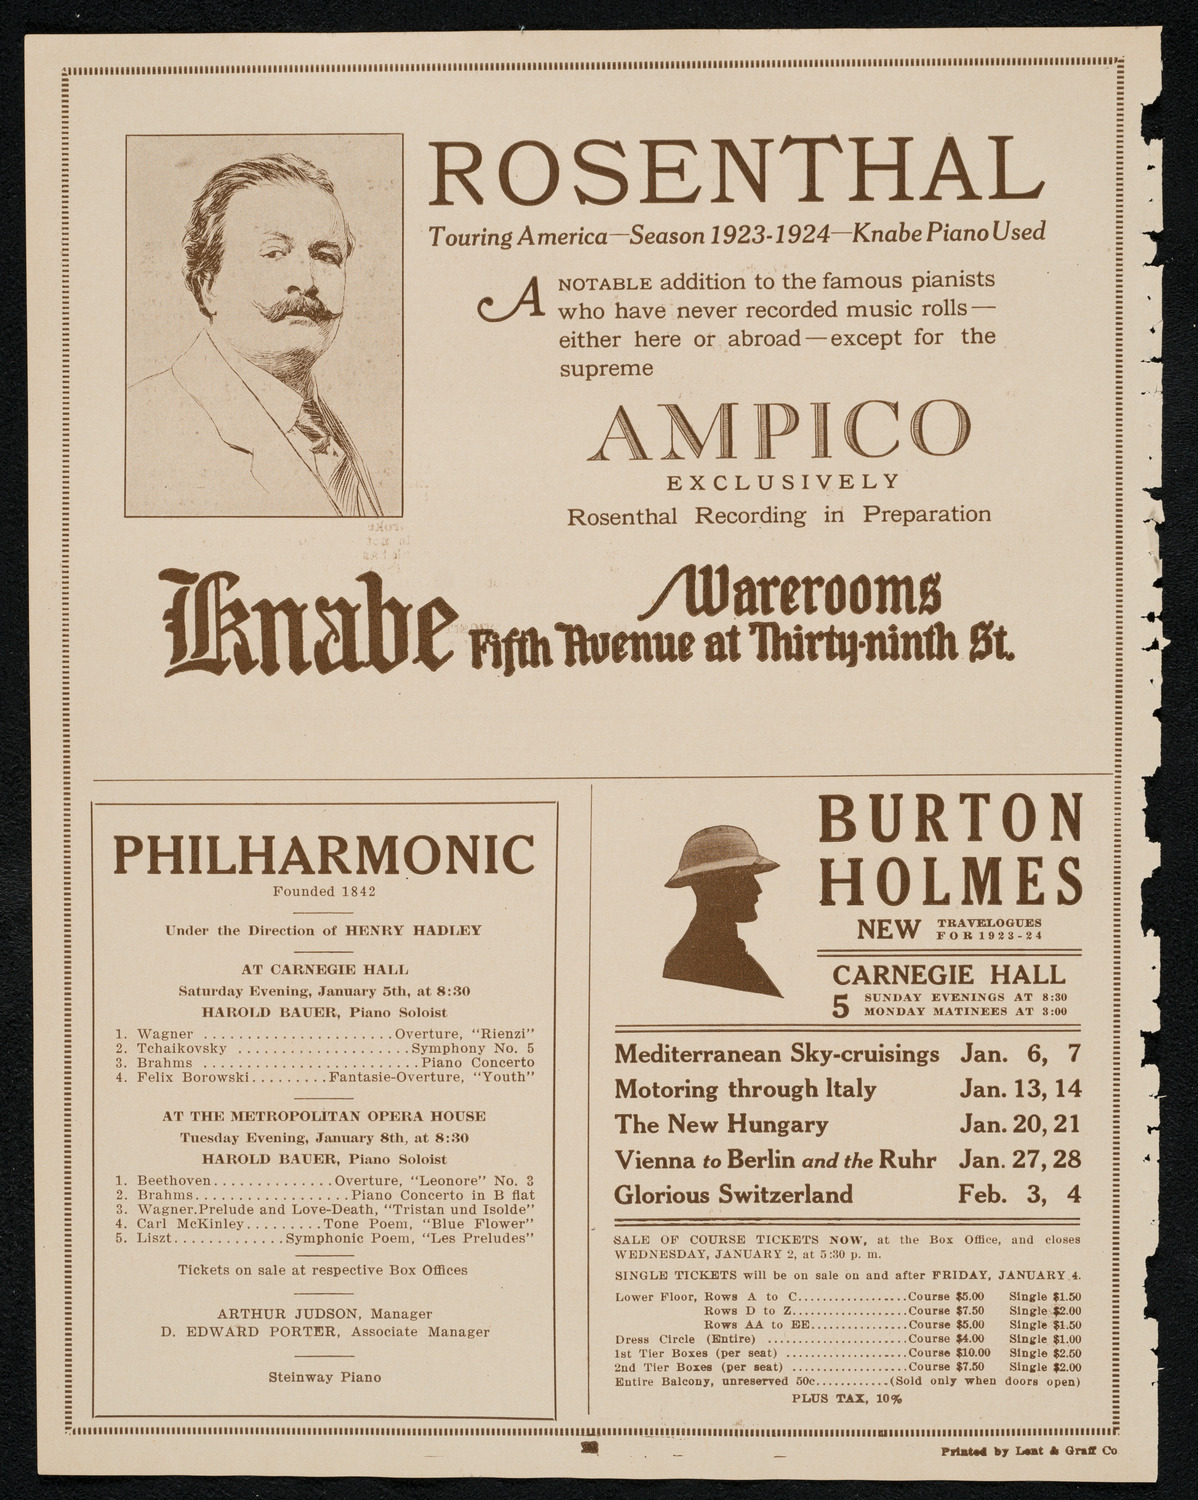 ROSENTHAL
Touring America—Season 1923-1924—Knabe Piano Used
A NOTABLE addition to the famous pianists
who have never recorded music rolls—
either here or abroad—except for the
supreme
AMPICO
EXCLUSIVELY
Rosenthal Recording in Preparation
Knabe Warerooms
Fifth Avenue at Thirty-ninth St.
PHILHARMONIC
Founded 1842
Under the Direction of HENRY HADLEY
AT CARNEGIE HALL
Saturday Evening, January 5th, at 8:30
HAROLD BAUER, Piano Soloist
1. Wagner ......................Overture, "Rienzi"
2. Tchaikovsky ....................Symphony No. 5
3. Brahms .........................Piano Concerto
4. Felix Borowski.........Fantasie-Overture, "Youth"
AT THE METROPOLITAN OPERA HOUSE
Tuesday Evening, January 8th, at 8:30
HAROLD BAUER, Piano Soloist
1. Beethoven..............Overture, "Leonore" No. 3
2. Brahms..................Piano Concerto in B flat
3. Wagner.Prelude and Love-Death, "Tristan und Isolde"
4. Carl McKinley.........Tone Poem, "Blue Flower"
5. Liszt.............Symphonic Poem, "Les Preludes"
Tickets on sale at respective Box Offices
ARTHUR JUDSON, Manager
D. EDWARD PORTER, Associate Manager
Steinway Piano
BURTON
HOLMES
NEW TRAVELOGUES
FOR 1923-24
CARNEGIE HALL
5 SUNDAY EVENINGS AT 8:30
MONDAY MATINEES AT 3:00
Mediterranean Sky-cruisings Jan. 6, 7
Motoring through Italy Jan. 13, 14
The New Hungary Jan. 20, 21
Vienna to Berlin and the Ruhr Jan. 27, 28
Glorious Switzerland Feb. 3, 4
SALE OF COURSE TICKETS NOW, at the Box Office, and closes
WEDNESDAY, JANUARY 2, at 5:30 p. m.
SINGLE TICKETS will be on sale on and after FRIDAY, JANUARY 4.
Lower Floor, Rows A to C.................Course $5.00 Single $1.50
Rows D to Z..................Course $7.50 Single $2.00
Rows AA to EE...............Course $5.00 Single $1.50
Dress Circle (Entire) ......................Course $4.00 Single $1.00
1st Tier Boxes (per seat) ...................Course $10.00 Single $2.50
2nd Tier Boxes (per seat) ..................Course $7.50 Single $2.00
Entire Balcony, unreserved 50c............(Sold only when doors open)
PLUS TAX, 10%
Printed by Lent & Graff Co